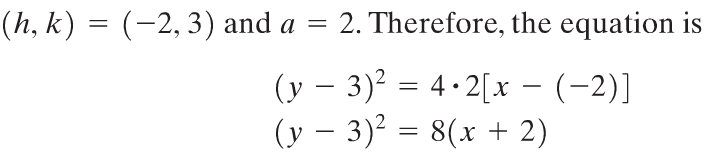 (h, k) = (−2, 3) and a = 2. Therefore, the equation is
(y − 3)² = 4 · 2[x − (−2)]
(y − 3)² = 8(x + 2)